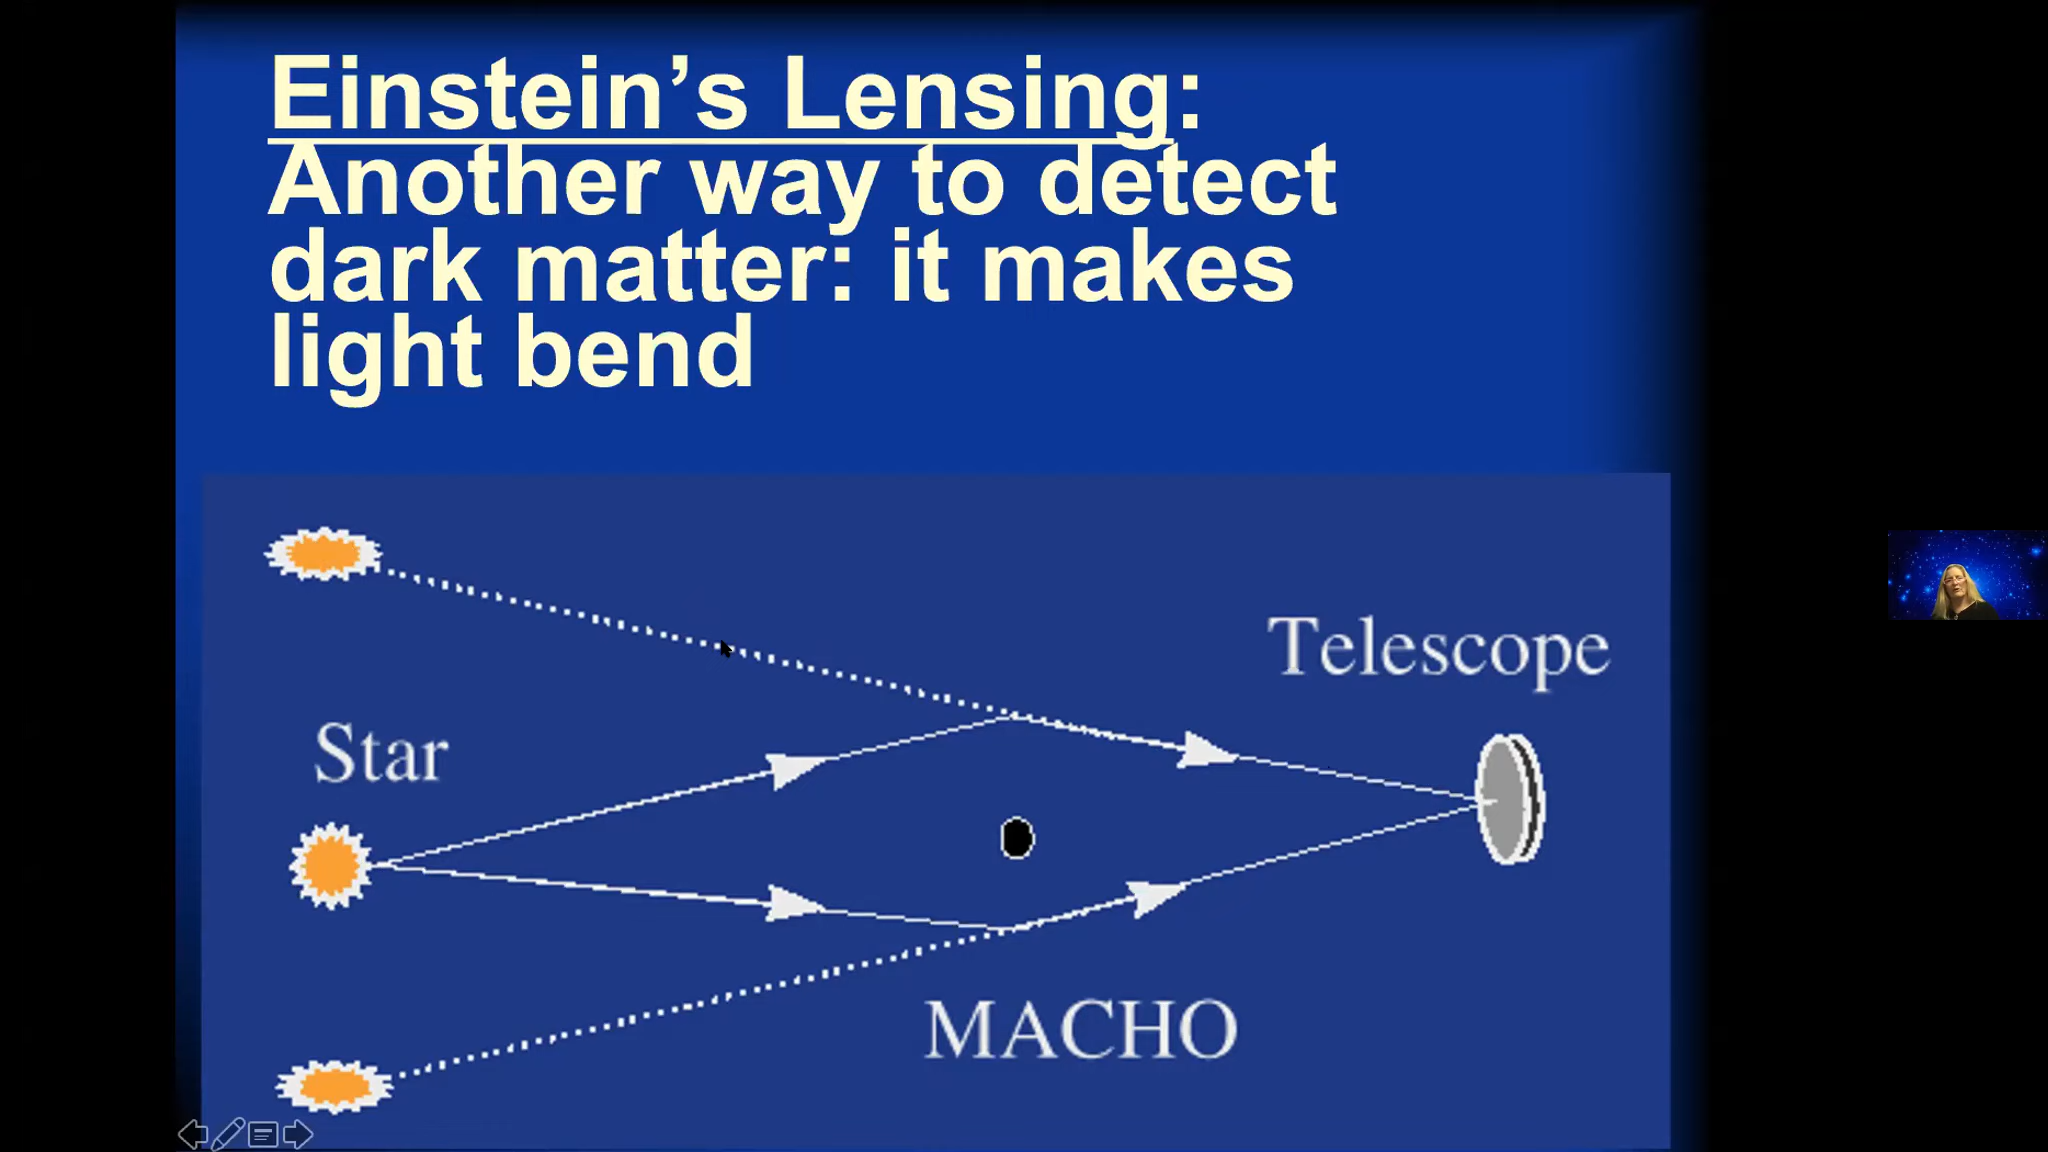 Einstein’s Lensing:
Another way to detect
dark matter: it makes
light bend
Telescope
Star
MACHO